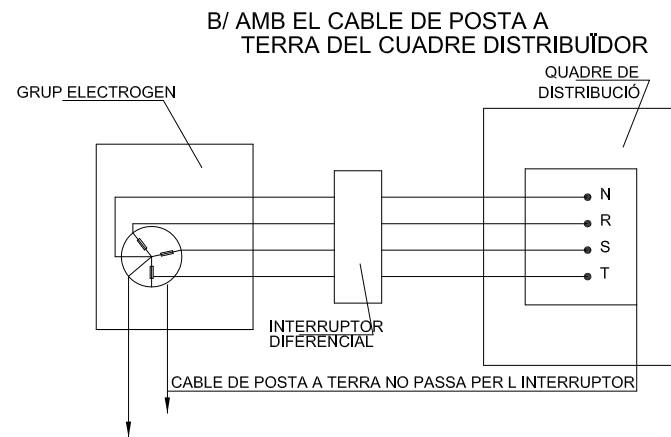 B/ AMB EL CABLE DE POSTA A
TERRA DEL CUADRE DISTRIBUÏDOR
QUADRE DE
DISTRIBUCIÓ
GRUP ELECTROGEN
N
R
S
T
INTERRUPTOR
DIFERENCIAL
CABLE DE POSTA A TERRA NO PASSA PER L INTERRUPTOR